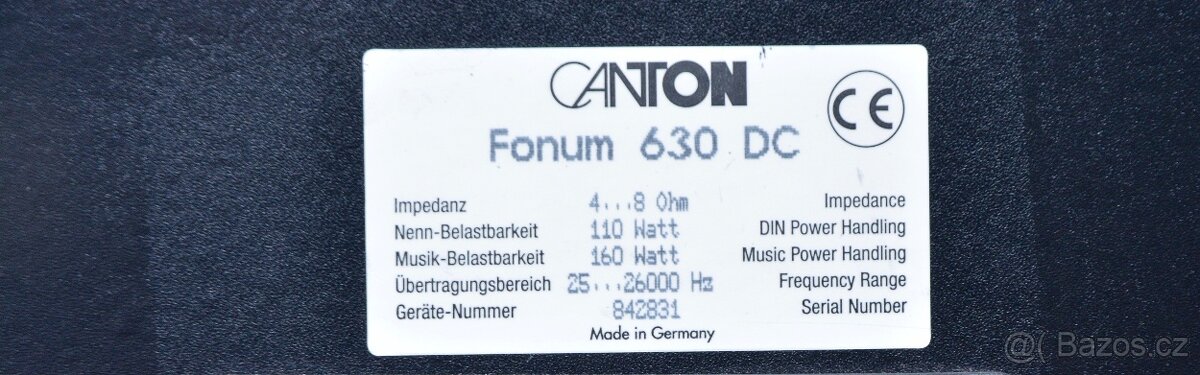 CANTON
CE
Fonum 630 DC
Impedanz 4...8 Ohm Impedance
Nenn-Belastbarkeit 110 Watt DIN Power Handling
Musik-Belastbarkeit 160 Watt Music Power Handling
Übertragungsbereich 25...26000 Hz Frequency Range
Geräte-Nummer 842831 Serial Number
Made in Germany
@( Bazos.cz